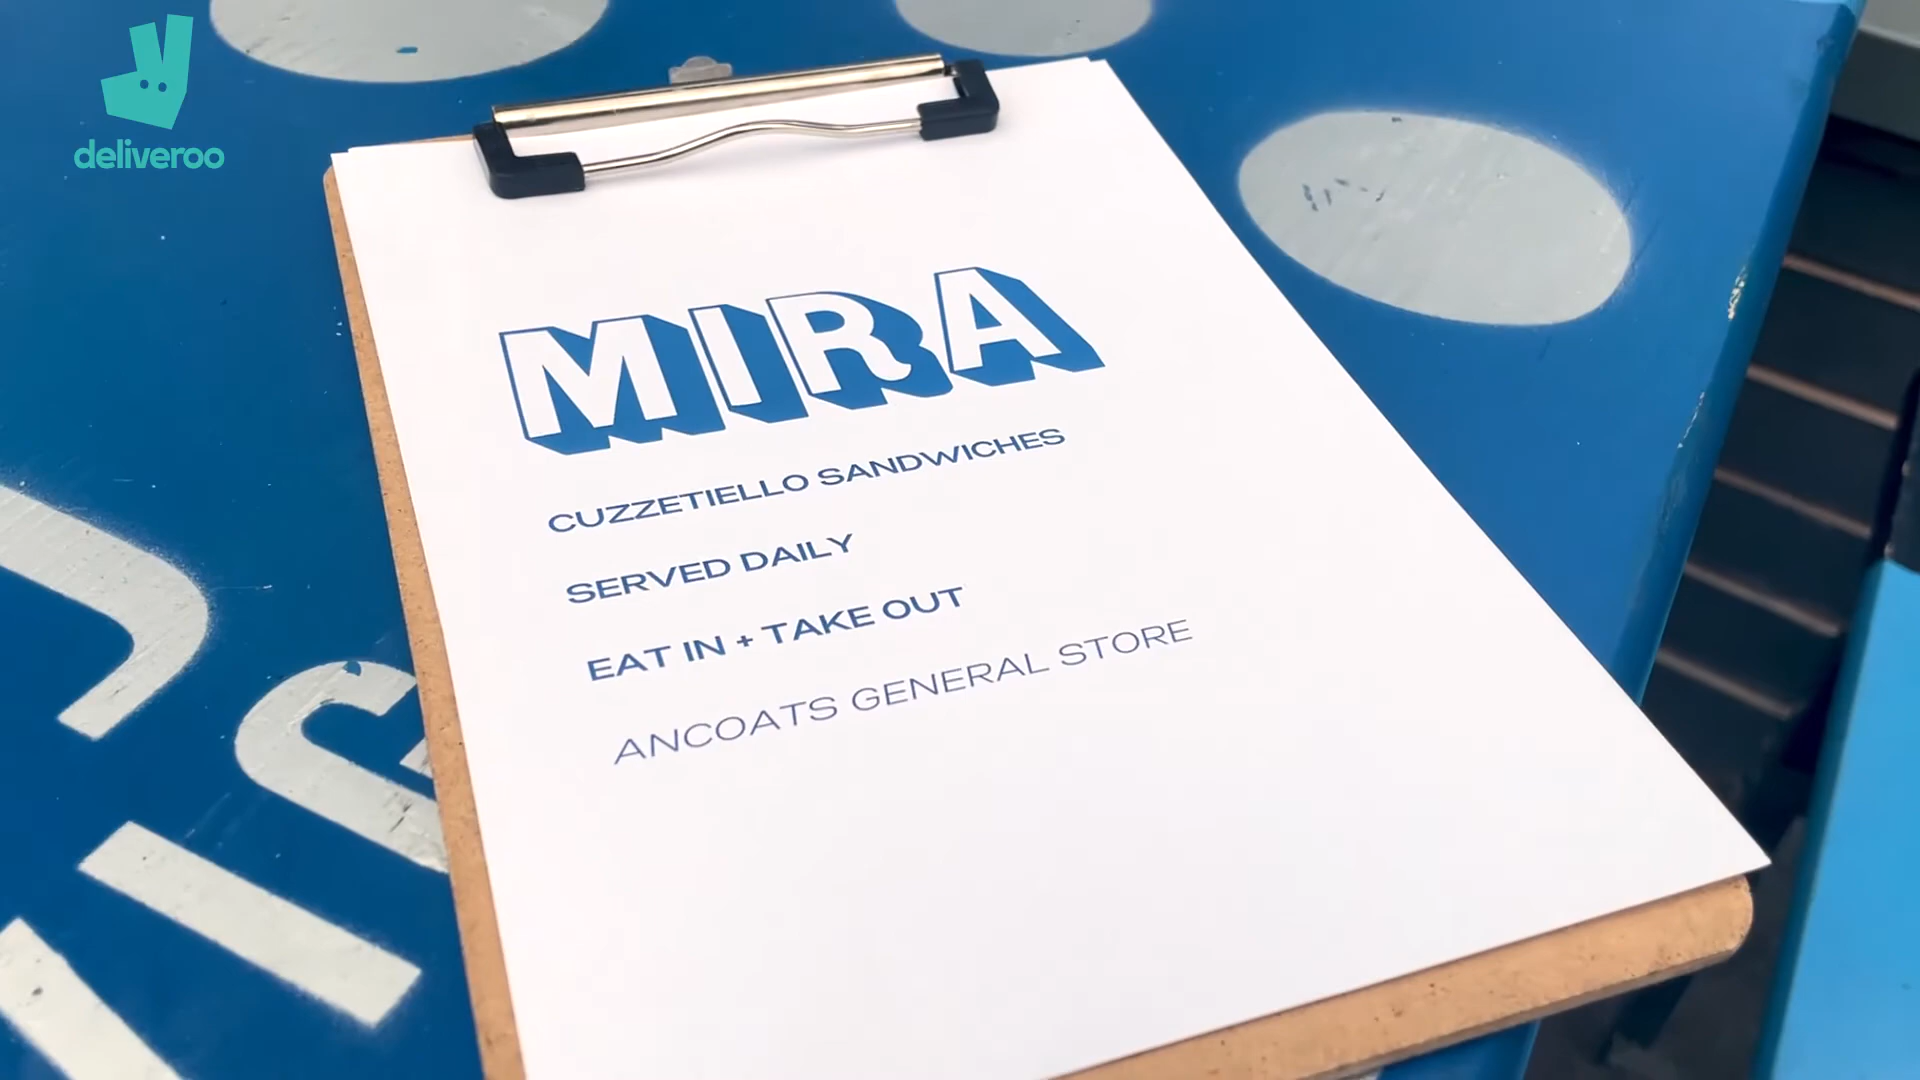 deliveroo
MIRA
CUZZETIELLO SANDWICHES
SERVED DAILY
EAT IN + TAKE OUT
ANCOATS GENERAL STORE